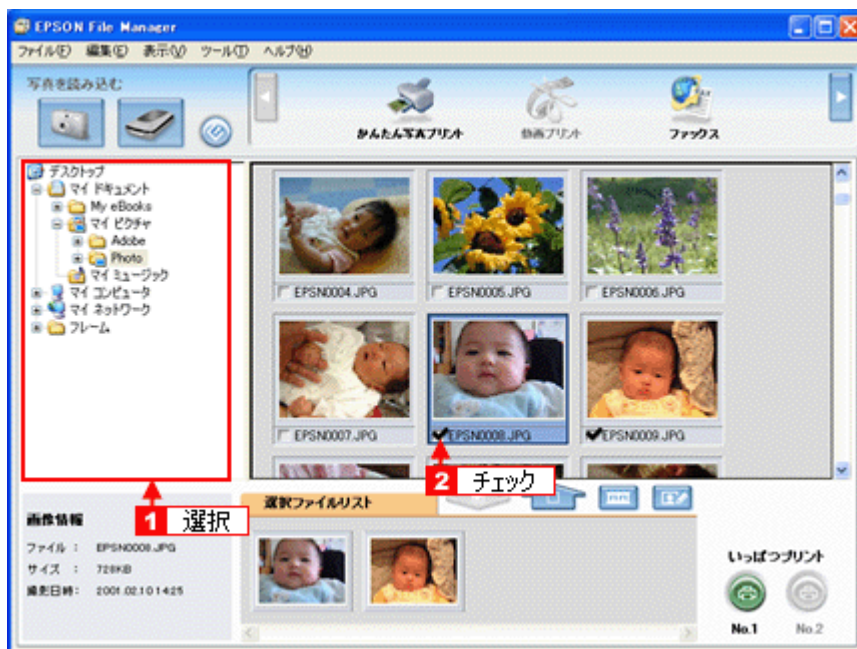 EPSON File Manager
ファイル(F) 編集(E) 表示(V) ツール(T) ヘルプ(H)
写真を読み込む
かんたん写真プリント
動画プリント
ファックス
デスクトップ
マイ ドキュメント
My eBooks
マイ ピクチャ
Adobe
Photo
マイ ミュージック
マイ コンピュータ
マイ ネットワーク
フレーム
EPSN0004.JPG
EPSN0005.JPG
EPSN0006.JPG
EPSN0007.JPG
EPSN0008.JPG
EPSN0009.JPG
1 選択
2 チェック
選択ファイルリスト
画像情報
ファイル : EPSN0008.JPG
サイズ : 728KB
撮影日時: 2001.02.10 14:25
いっぱつプリント
No.1
No.2